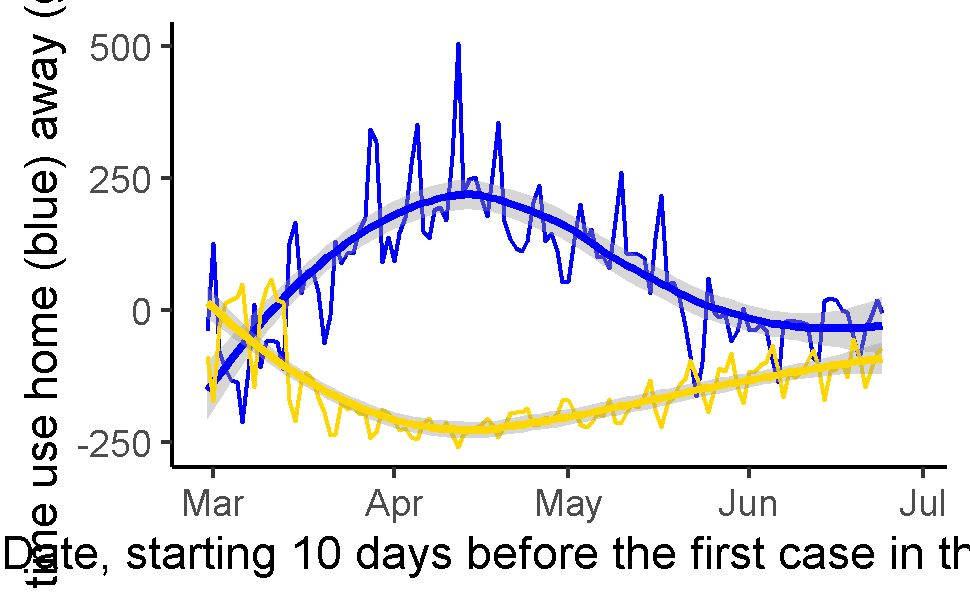 time use home (blue) away (g
500
250
0
-250
Mar Apr May Jun Jul
Date, starting 10 days before the first case in th